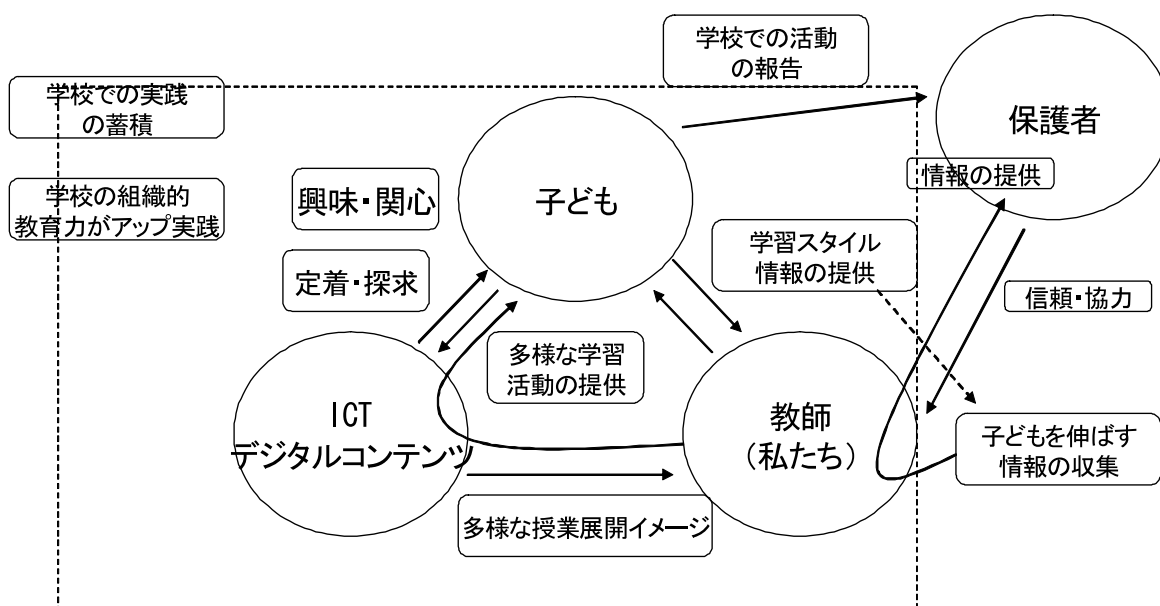 学校での活動
の報告
学校での実践
の蓄積
保護者
学校の組織的
教育力がアップ実践
興味・関心
子ども
情報の提供
定着・探求
学習スタイル
情報の提供
信頼・協力
多様な学習
活動の提供
ICT
デジタルコンテンツ
教師
(私たち)
子どもを伸ばす
情報の収集
多様な授業展開イメージ